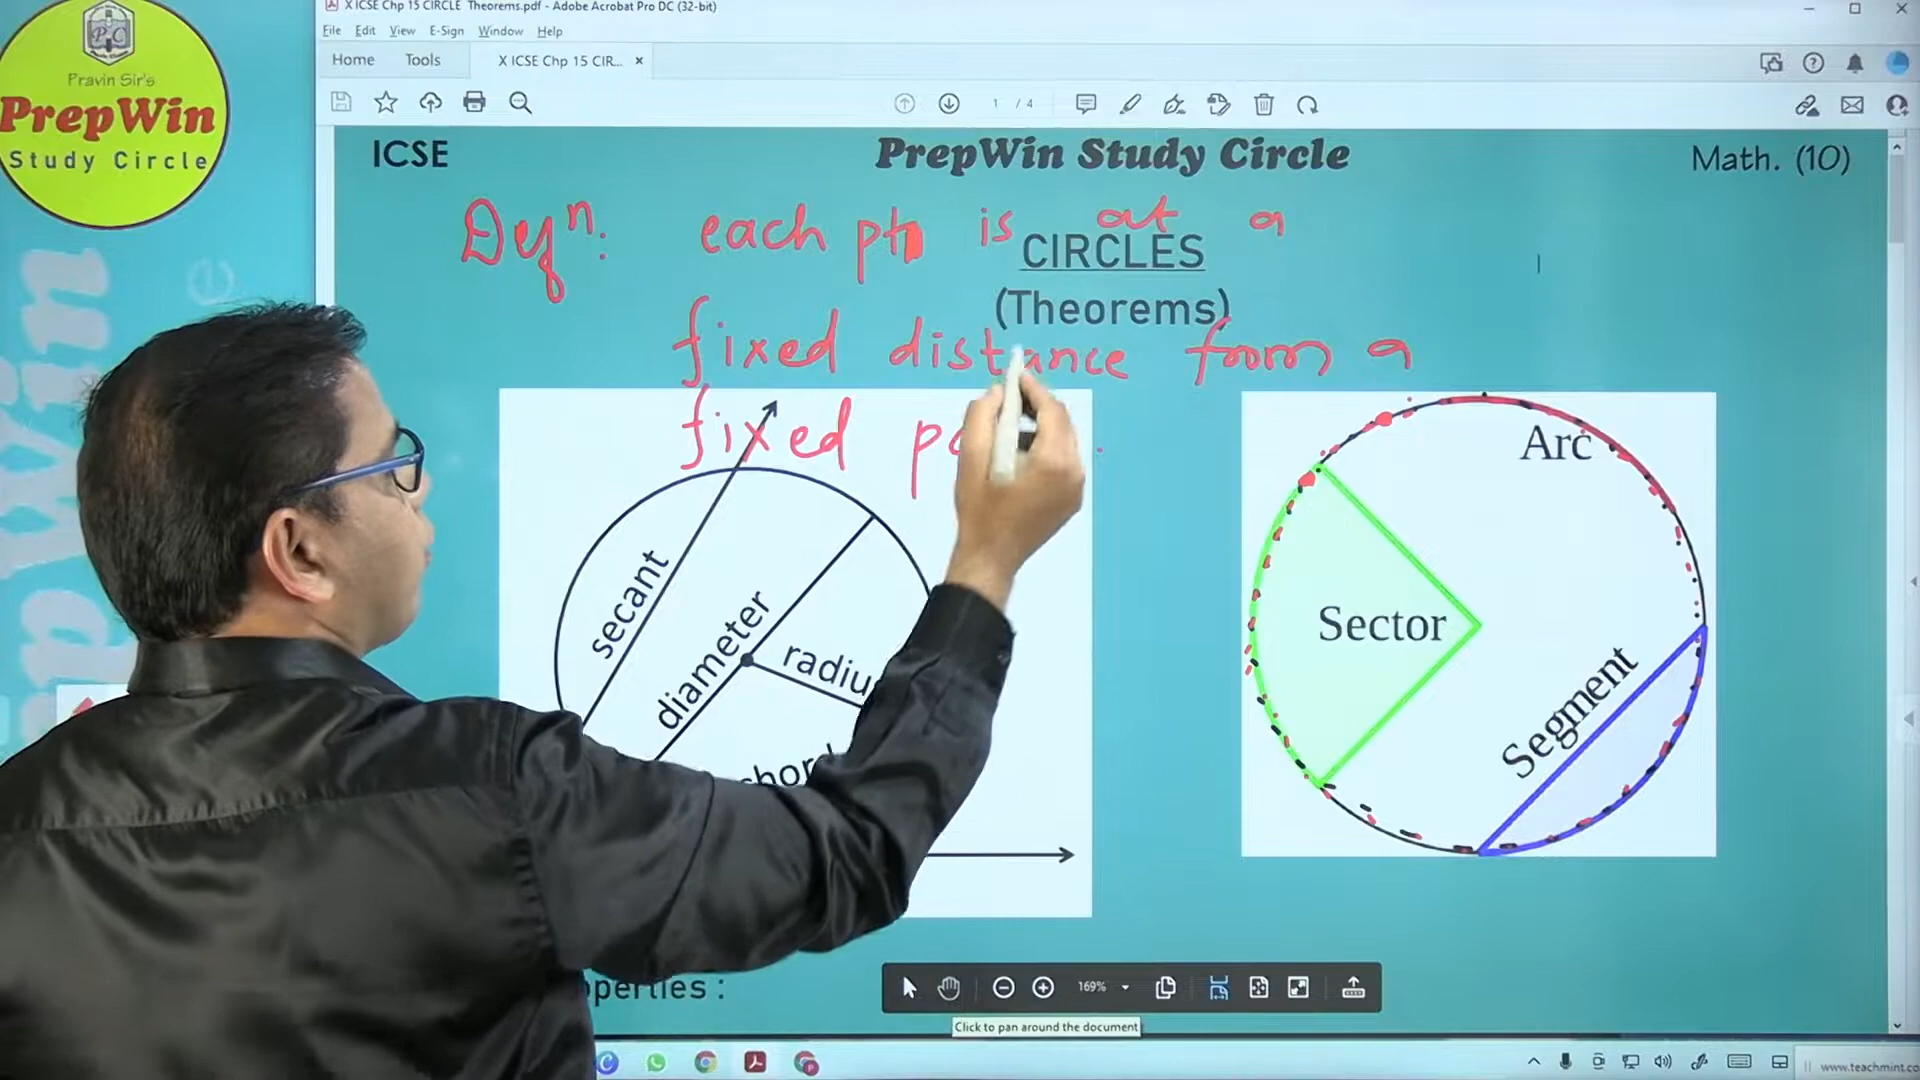 X ICSE Chp 15 CIRCLE Theorems.pdf - Adobe Acrobat Pro DC (32-bit)
File Edit View E-Sign Window Help
Home Tools X ICSE Chp 15 CIR... ×
1 / 4
P C
Pravin Sir's
PrepWin
Study Circle
ICSE PrepWin Study Circle Math. (10)
Defⁿ: each pt is at a
CIRCLES
(Theorems)
fixed distance from a
fixed
secant
diameter
radiu
chord
Arc
Sector
Segment
operties :
169%
Click to pan around the document
www.teachmint.co